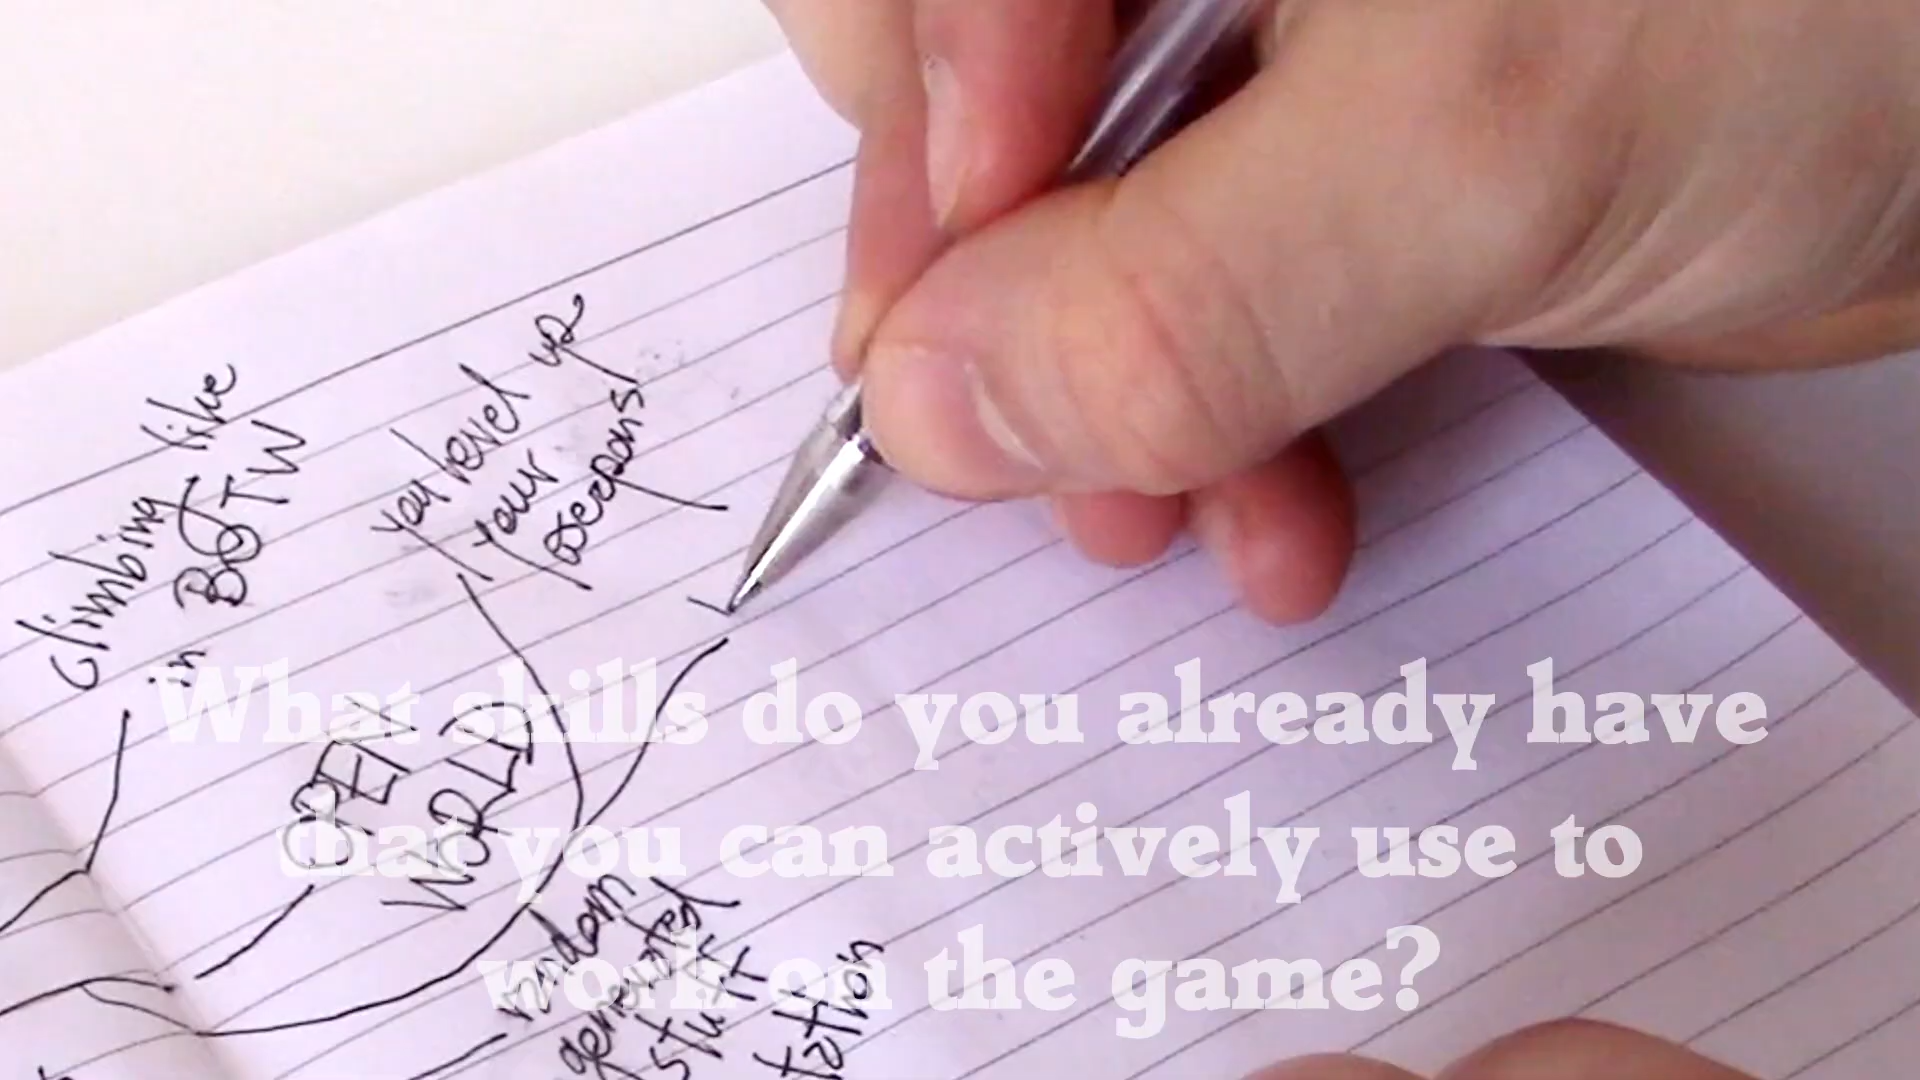 climbing like
in BOTW
you level up
your
weapons
OPEN
WORLD
random
generated
stuff
What skills do you already have
that you can actively use to
work on the game?